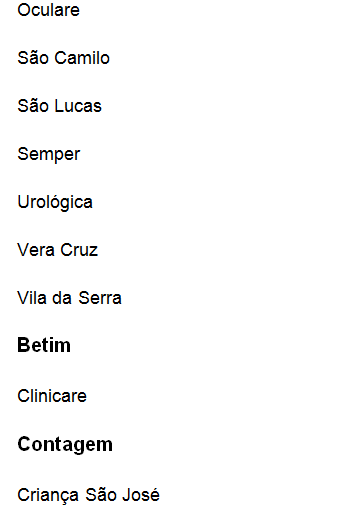 Oculare
São Camilo
São Lucas
Semper
Urológica
Vera Cruz
Vila da Serra
Betim
Clinicare
Contagem
Criança São José